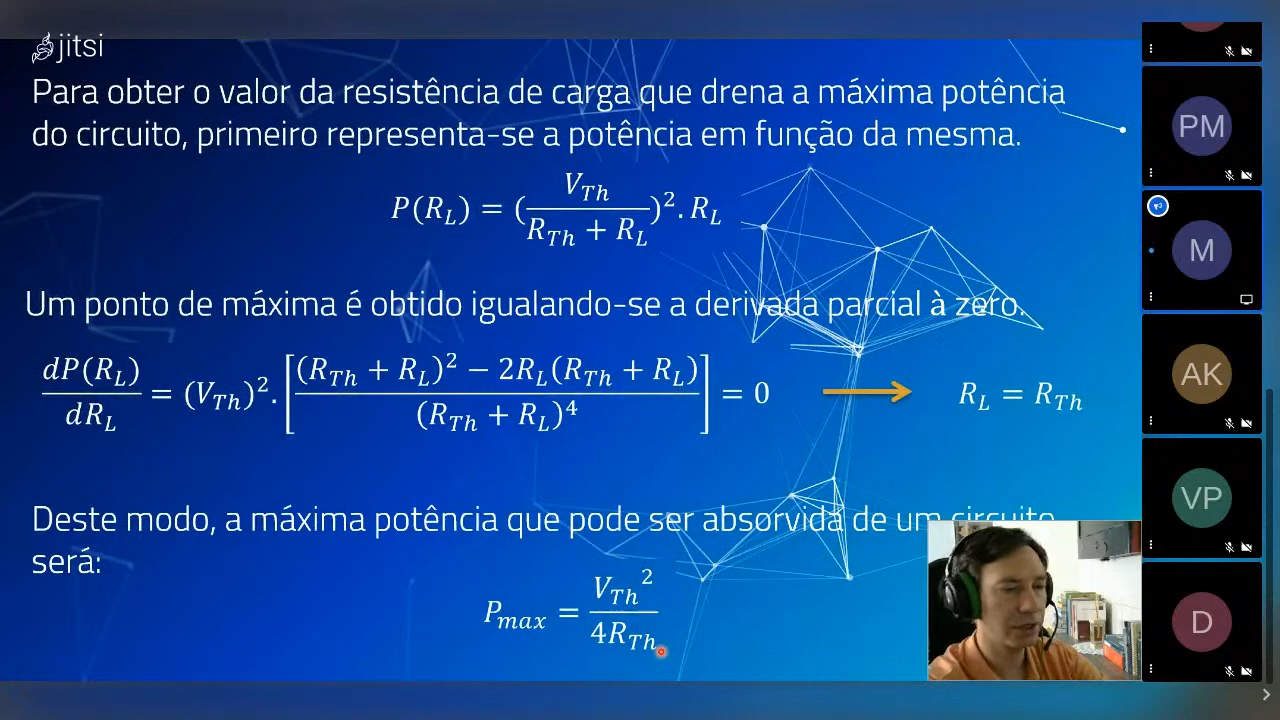 jitsi
Para obter o valor da resistência de carga que drena a máxima potência
do circuito, primeiro representa-se a potência em função da mesma.
P(R_L) = (V_Th / (R_Th + R_L))². R_L
Um ponto de máxima é obtido igualando-se a derivada parcial à zero.
dP(R_L) / dR_L = (V_Th)². [((R_Th + R_L)² − 2R_L(R_Th + R_L)) / (R_Th + R_L)⁴] = 0 → R_L = R_Th
Deste modo, a máxima potência que pode ser absorvida de um circuito
será:
P_max = V_Th² / 4R_Th
PM
M
AK
VP
D